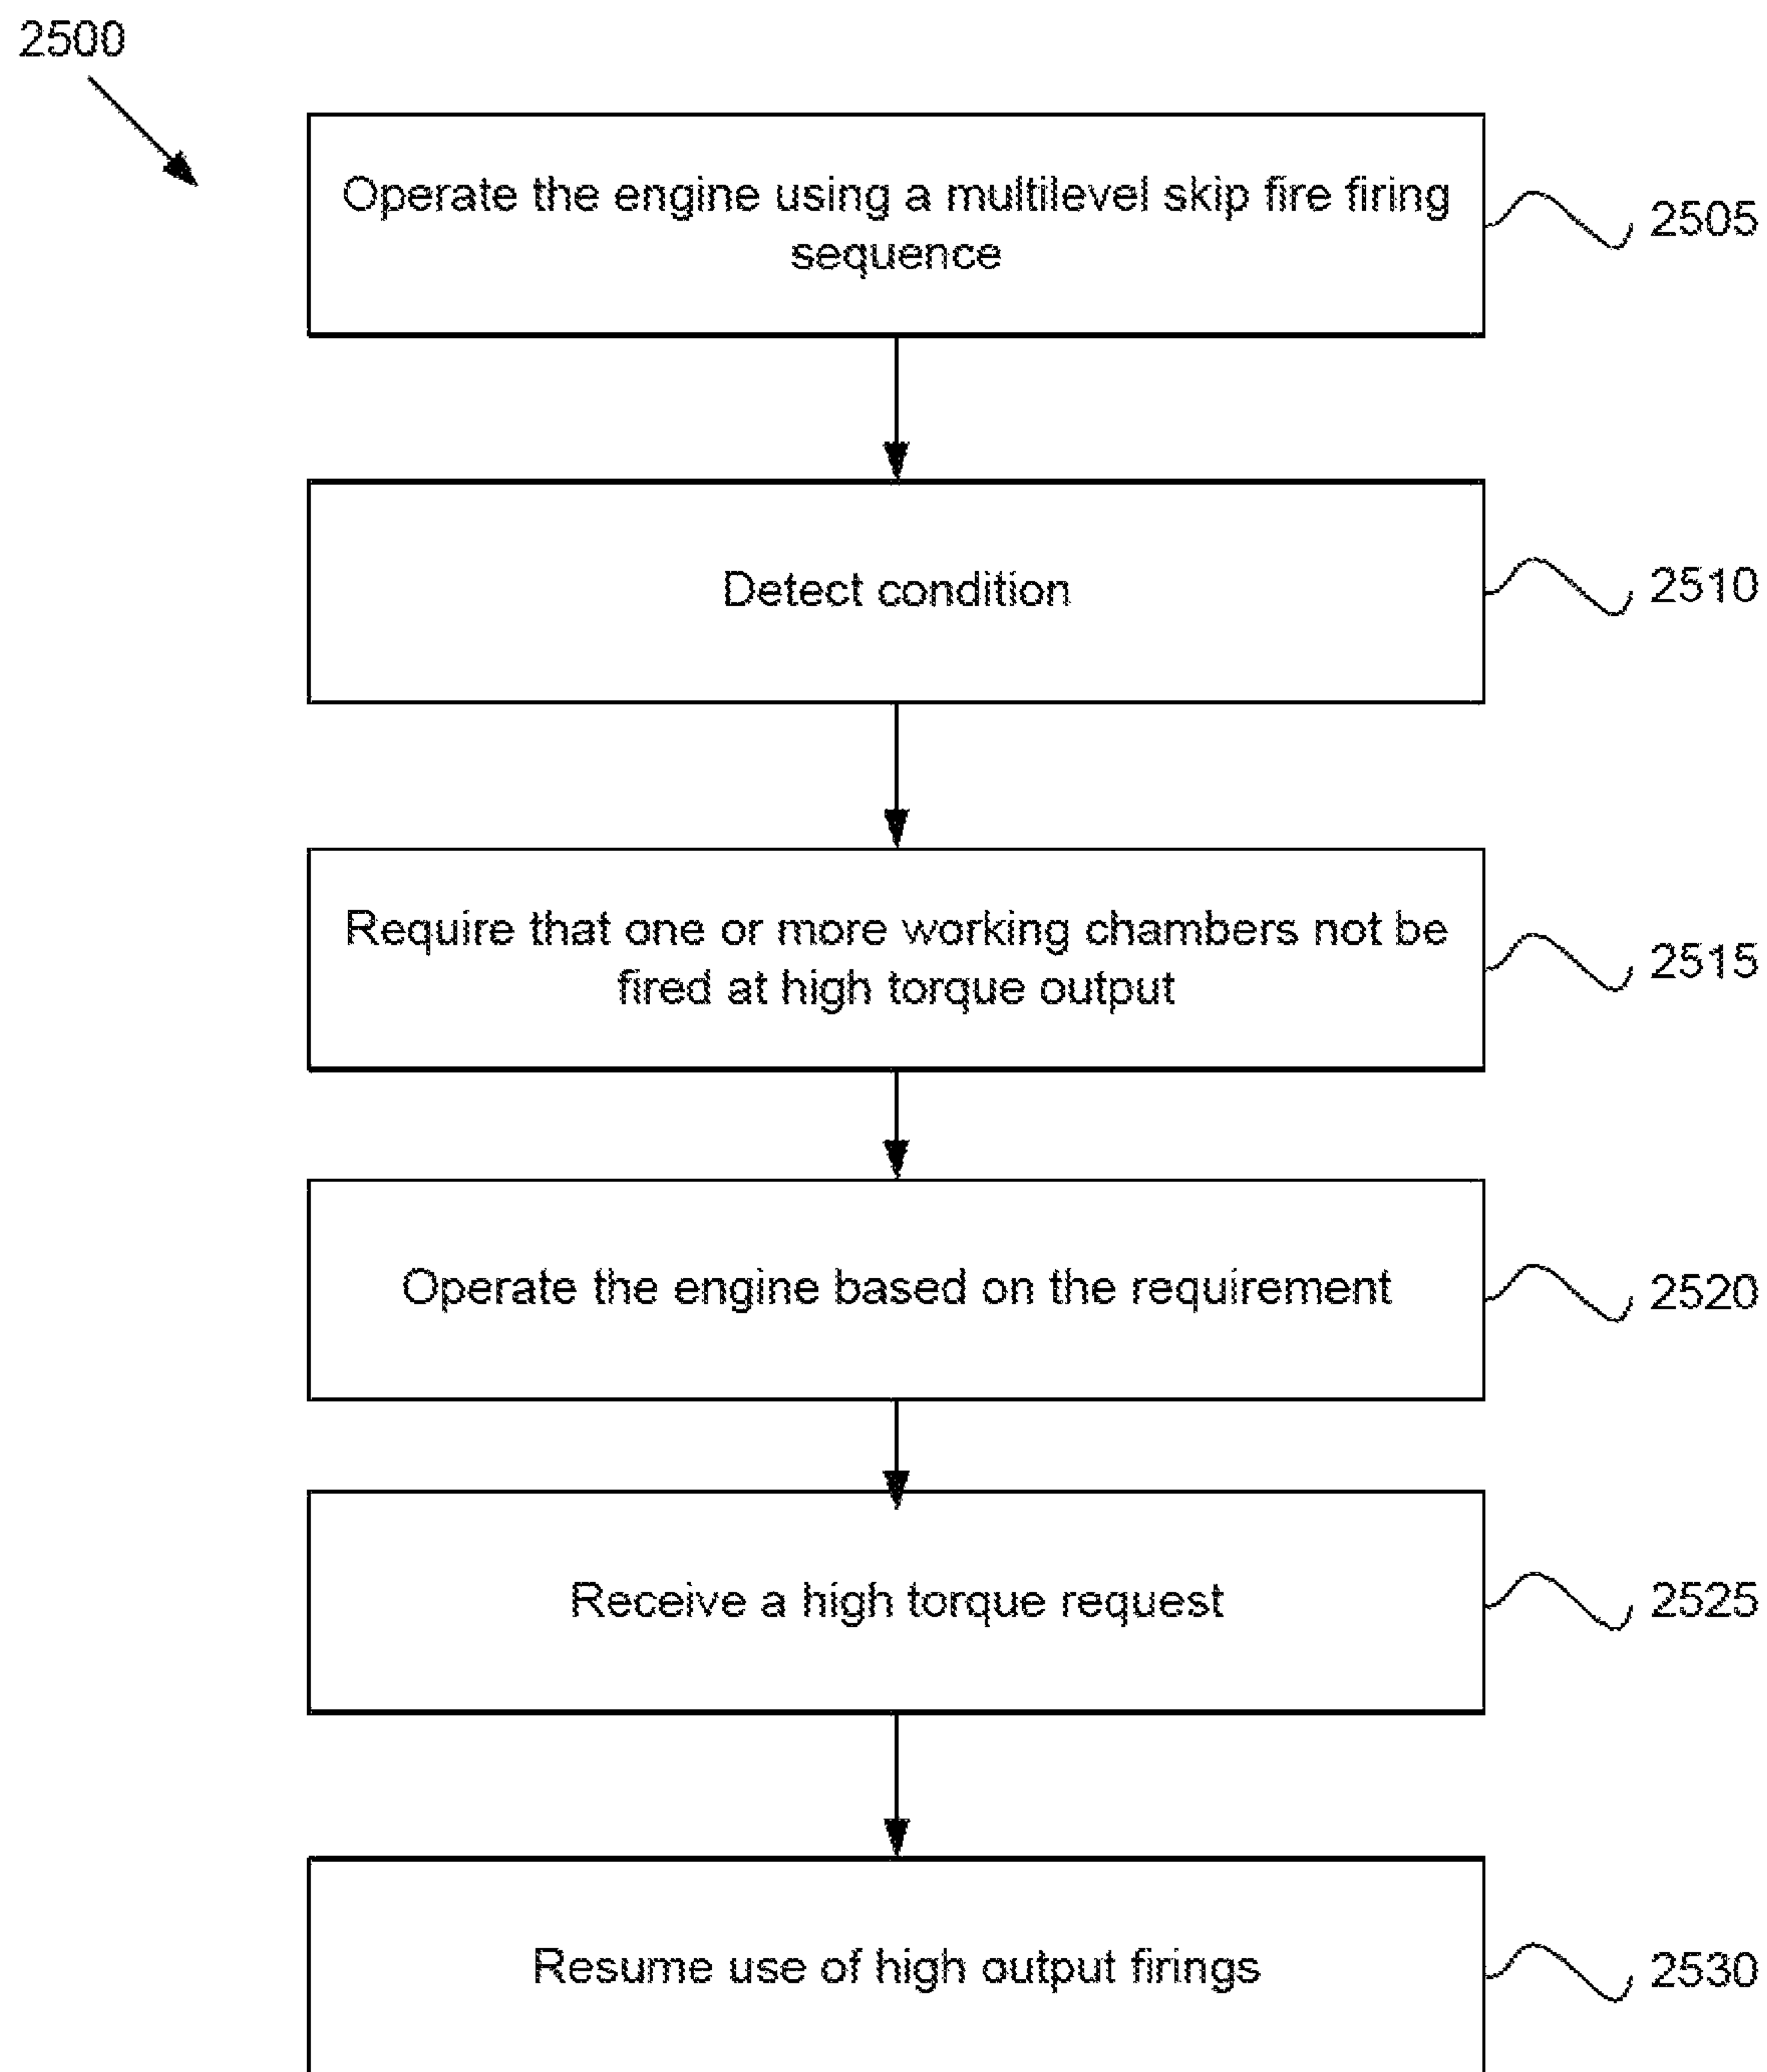 2500
Operate the engine using a multilevel skip fire firing
sequence
2505
Detect condition
2510
Require that one or more working chambers not be
fired at high torque output
2515
Operate the engine based on the requirement
2520
Receive a high torque request
2525
Resume use of high output firings
2530